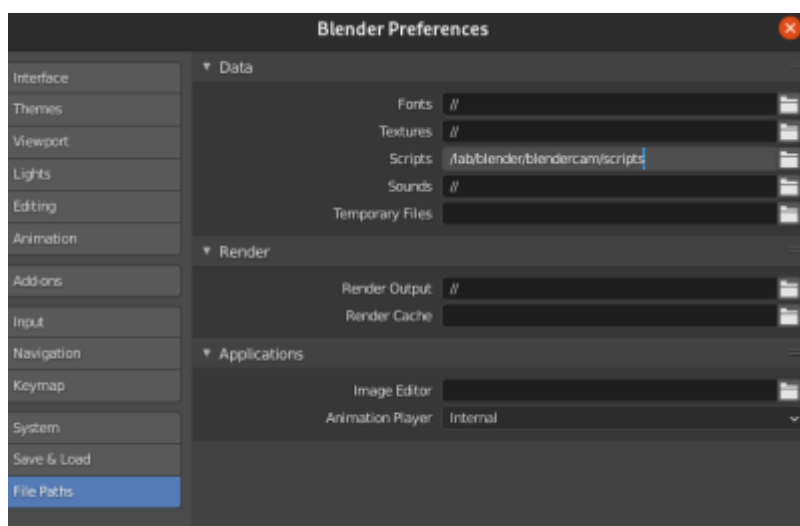 Blender Preferences
Interface
Themes
Viewport
Lights
Editing
Animation
Add-ons
Input
Navigation
Keymap
System
Save & Load
File Paths
Data
Fonts //
Textures //
Scripts /lab/blender/blendercam/scripts
Sounds //
Temporary Files
Render
Render Output //
Render Cache
Applications
Image Editor
Animation Player Internal